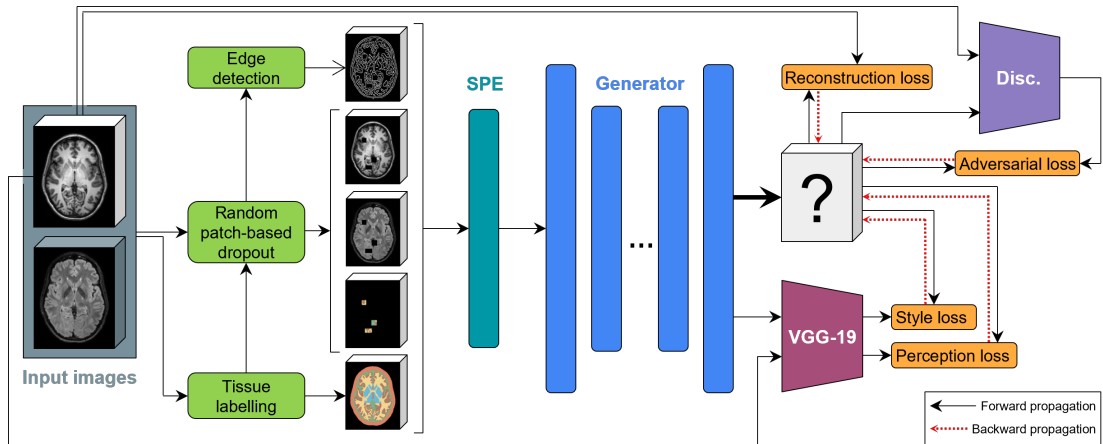 Edge
detection
SPE
Generator
Reconstruction loss
Disc.
Adversarial loss
Random
patch-based
dropout
?
...
Style loss
VGG-19
Perception loss
Input images
Tissue
labelling
Forward propagation
Backward propagation